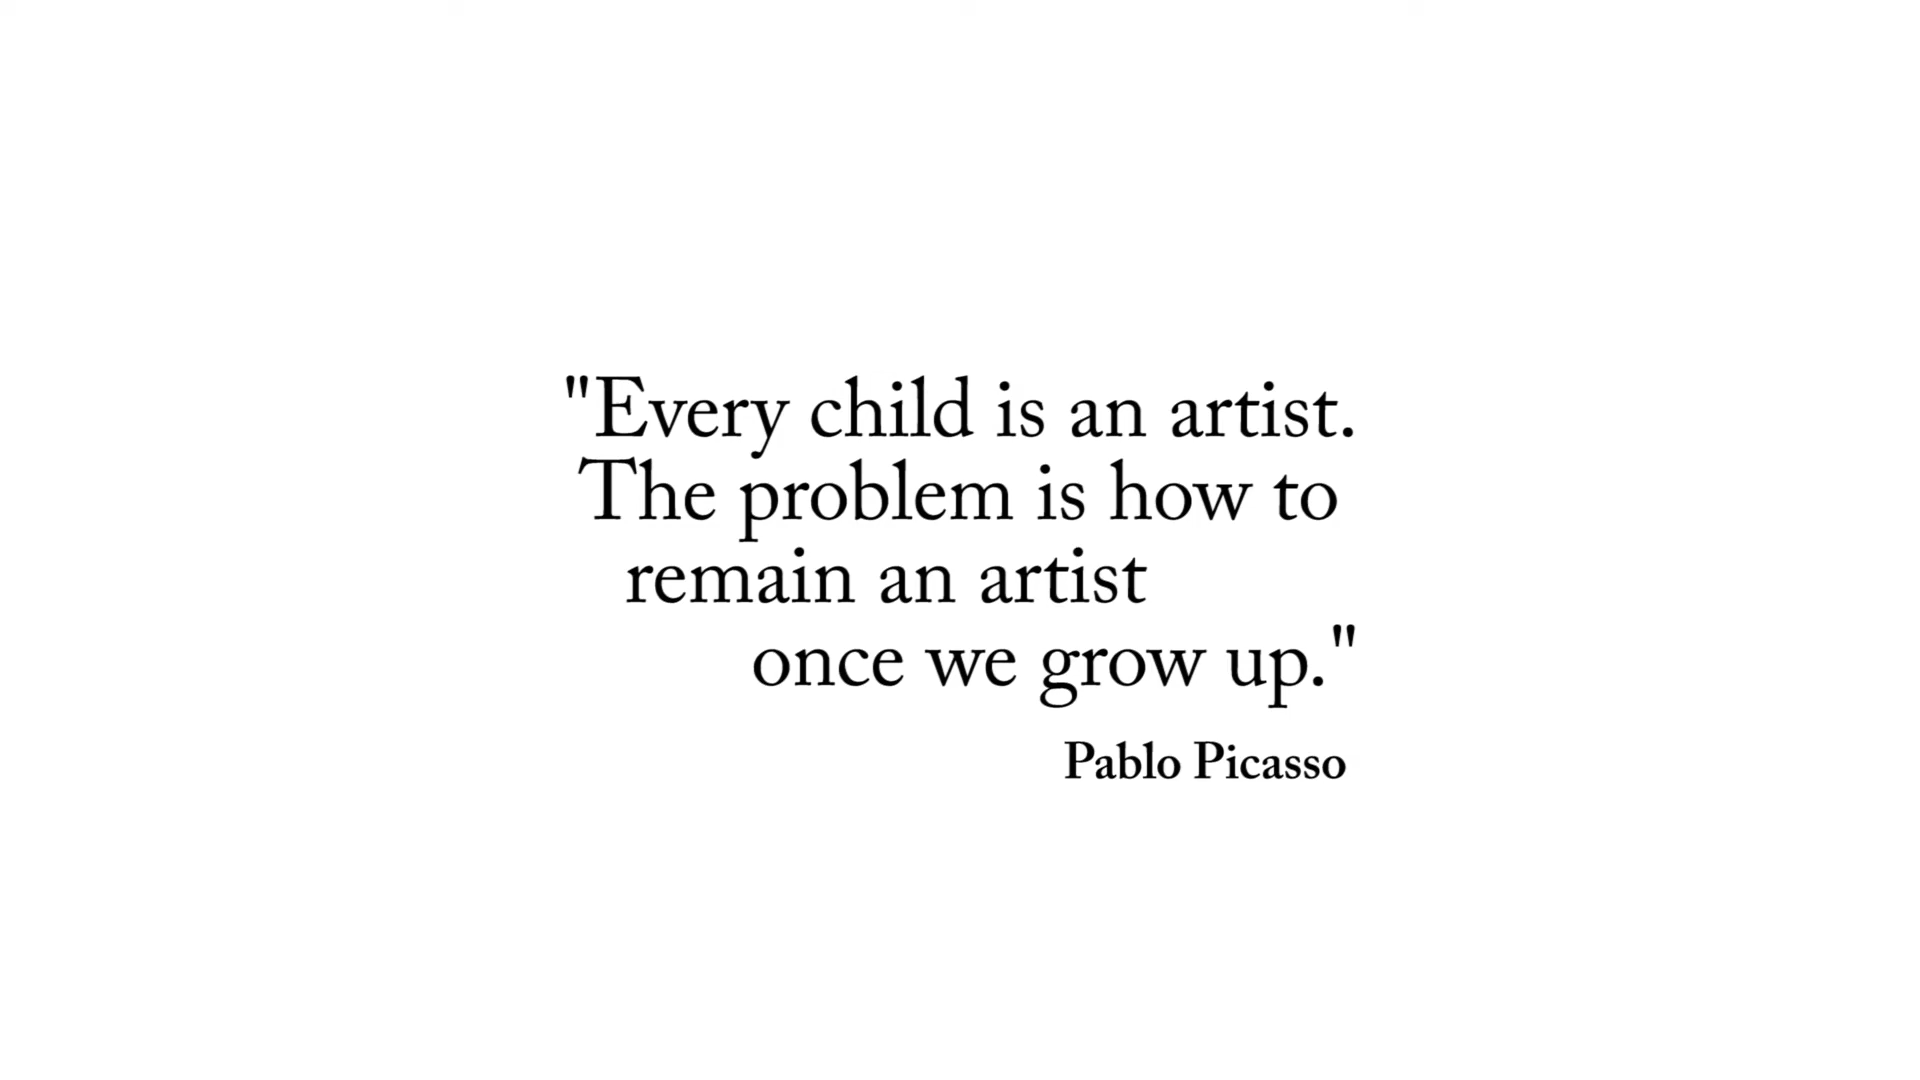 "Every child is an artist.
The problem is how to
remain an artist
once we grow up."
Pablo Picasso